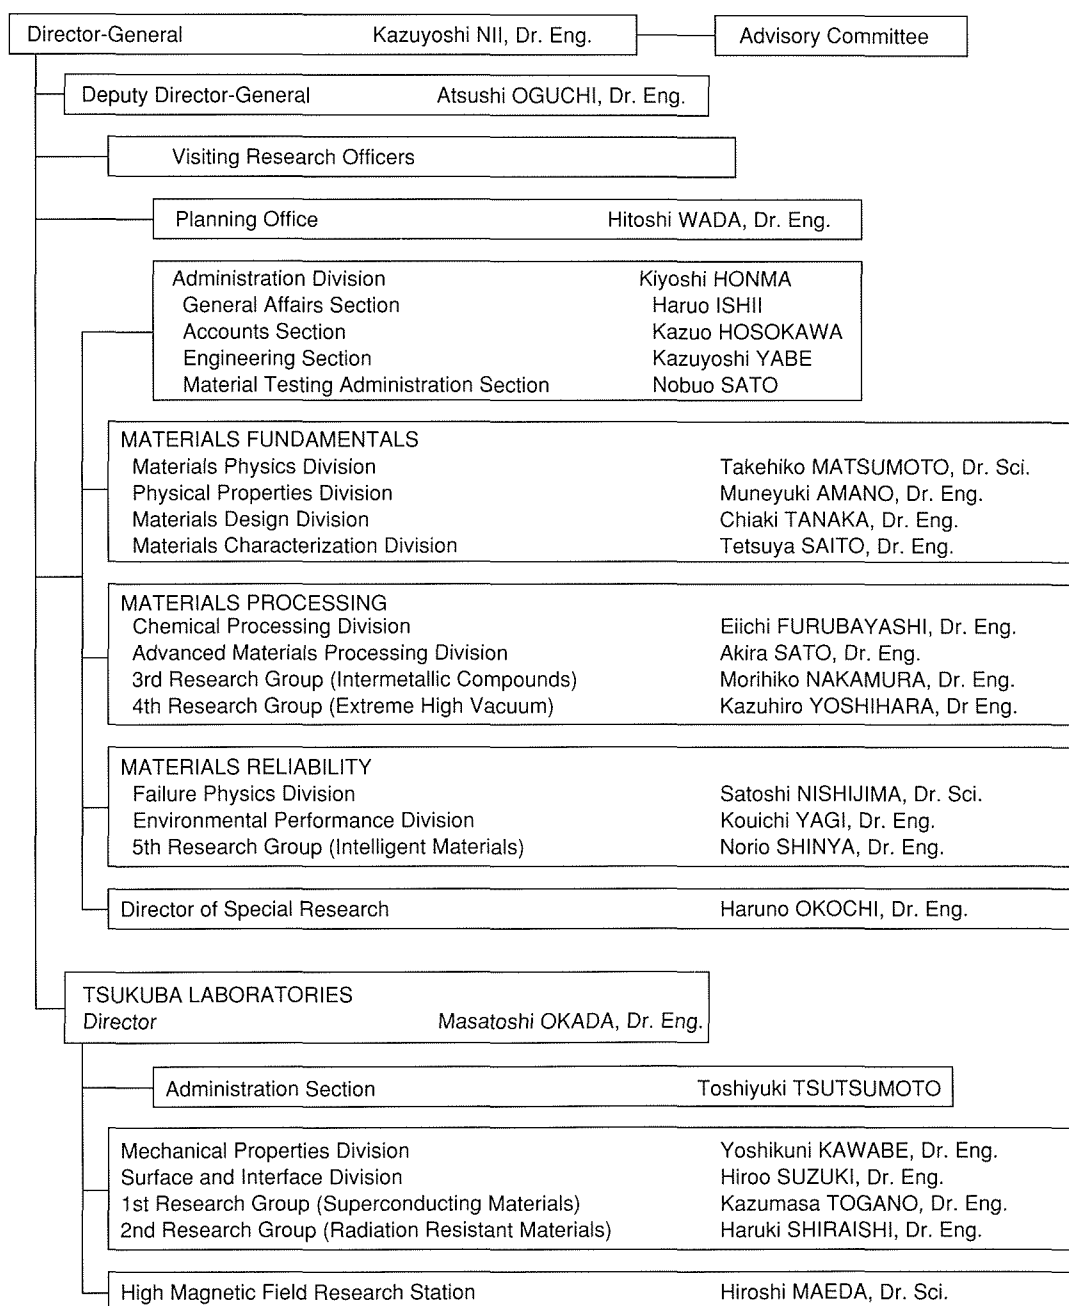 Director-General Kazuyoshi NII, Dr. Eng. Advisory Committee
Deputy Director-General Atsushi OGUCHI, Dr. Eng.
Visiting Research Officers
Planning Office Hitoshi WADA, Dr. Eng.
Administration Division Kiyoshi HONMA
General Affairs Section Haruo ISHII
Accounts Section Kazuo HOSOKAWA
Engineering Section Kazuyoshi YABE
Material Testing Administration Section Nobuo SATO
MATERIALS FUNDAMENTALS
Materials Physics Division Takehiko MATSUMOTO, Dr. Sci.
Physical Properties Division Muneyuki AMANO, Dr. Eng.
Materials Design Division Chiaki TANAKA, Dr. Eng.
Materials Characterization Division Tetsuya SAITO, Dr. Eng.
MATERIALS PROCESSING
Chemical Processing Division Eiichi FURUBAYASHI, Dr. Eng.
Advanced Materials Processing Division Akira SATO, Dr. Eng.
3rd Research Group (Intermetallic Compounds) Morihiko NAKAMURA, Dr. Eng.
4th Research Group (Extreme High Vacuum) Kazuhiro YOSHIHARA, Dr Eng.
MATERIALS RELIABILITY
Failure Physics Division Satoshi NISHIJIMA, Dr. Sci.
Environmental Performance Division Kouichi YAGI, Dr. Eng.
5th Research Group (Intelligent Materials) Norio SHINYA, Dr. Eng.
Director of Special Research Haruno OKOCHI, Dr. Eng.
TSUKUBA LABORATORIES
Director Masatoshi OKADA, Dr. Eng.
Administration Section Toshiyuki TSUTSUMOTO
Mechanical Properties Division Yoshikuni KAWABE, Dr. Eng.
Surface and Interface Division Hiroo SUZUKI, Dr. Eng.
1st Research Group (Superconducting Materials) Kazumasa TOGANO, Dr. Eng.
2nd Research Group (Radiation Resistant Materials) Haruki SHIRAISHI, Dr. Eng.
High Magnetic Field Research Station Hiroshi MAEDA, Dr. Sci.